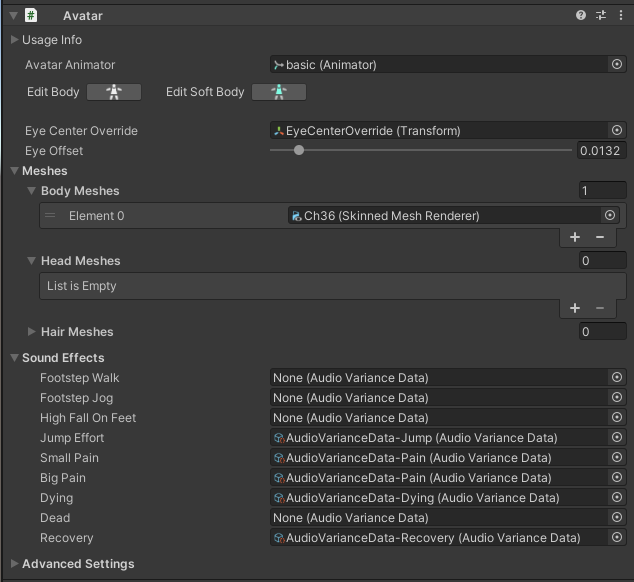 Avatar
Usage Info
Avatar Animator basic (Animator)
Edit Body Edit Soft Body
Eye Center Override EyeCenterOverride (Transform)
Eye Offset 0.0132
Meshes
Body Meshes 1
Element 0 Ch36 (Skinned Mesh Renderer)
+ −
Head Meshes 0
List is Empty
+ −
Hair Meshes 0
Sound Effects
Footstep Walk None (Audio Variance Data)
Footstep Jog None (Audio Variance Data)
High Fall On Feet None (Audio Variance Data)
Jump Effort AudioVarianceData-Jump (Audio Variance Data)
Small Pain AudioVarianceData-Pain (Audio Variance Data)
Big Pain AudioVarianceData-Pain (Audio Variance Data)
Dying AudioVarianceData-Dying (Audio Variance Data)
Dead None (Audio Variance Data)
Recovery AudioVarianceData-Recovery (Audio Variance Data)
Advanced Settings